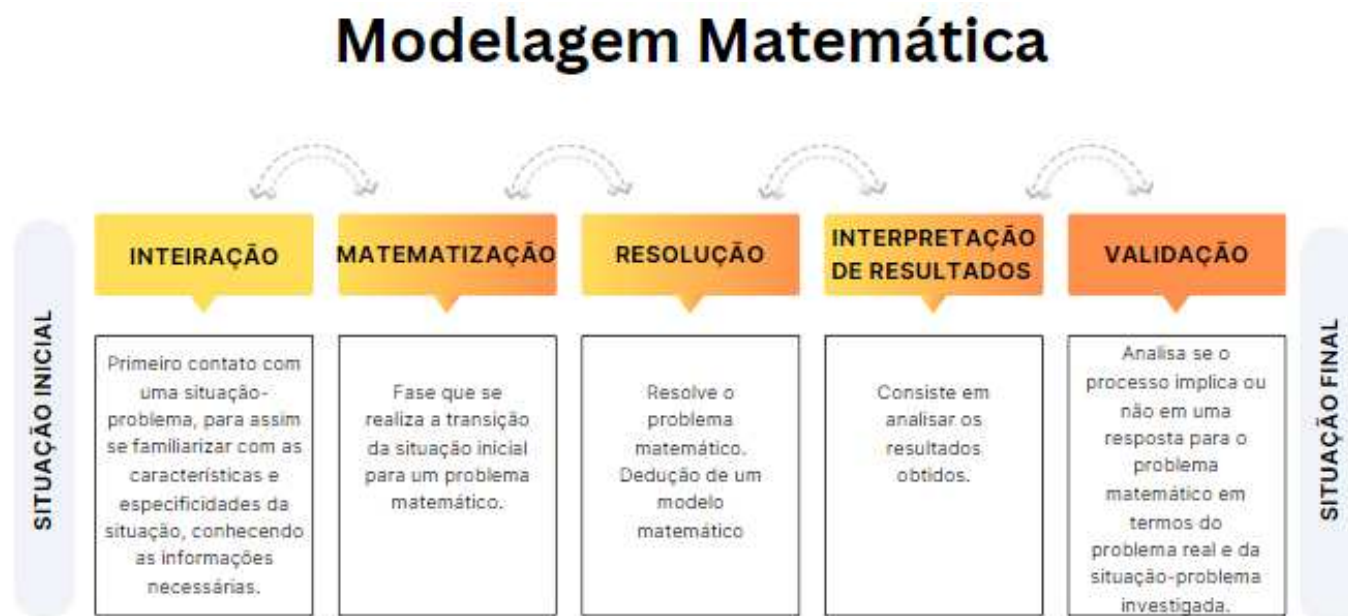 Modelagem Matemática
SITUAÇÃO INICIAL
INTEIRAÇÃO
Primeiro contato com
uma situação-
problema, para assim
se familiarizar com as
características e
especificidades da
situação, conhecendo
as informações
necessárias.
MATEMATIZAÇÃO
Fase que se
realiza a transição
da situação inicial
para um problema
matemático.
RESOLUÇÃO
Resolve o
problema
matemático.
Dedução de um
modelo
matemático
INTERPRETAÇÃO
DE RESULTADOS
Consiste em
analisar os
resultados
obtidos.
VALIDAÇÃO
Analisa se o
processo implica ou
não em uma
resposta para o
problema
matemático em
termos do
problema real e da
situação-problema
investigada.
SITUAÇÃO FINAL